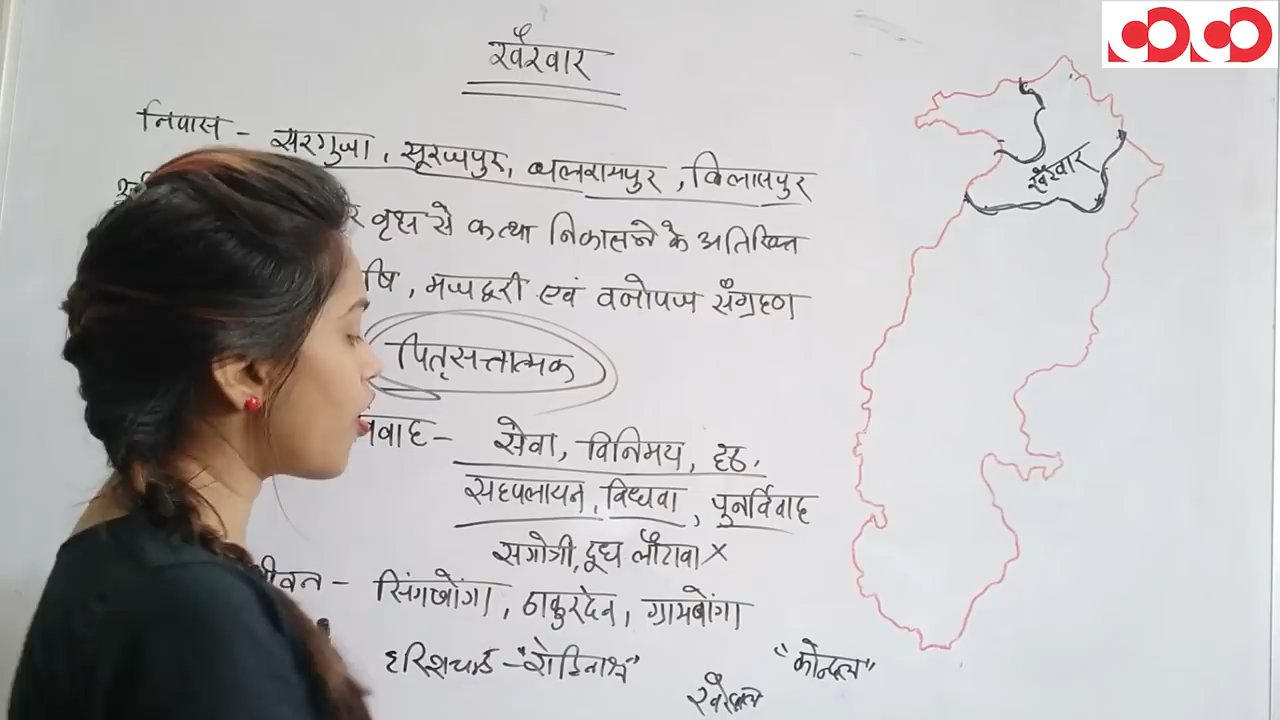 खैरवार
निवास - सरगुजा, सूरजपुर, बलरामपुर, बिलासपुर
वृक्ष से कत्था निकालने के अतिरिक्त
षि, मजदूरी एवं वनोपज संग्रहण
पितृसत्तात्मक
वाह - सेवा, विनिमय, हठ,
सहपलायन, विधवा, पुनर्विवाह
सगोत्री, दूध लौटावा ×
जीवन - सिंगबोंगा, ठाकुरदेव, ग्रामबोंगा
"कोन्दल"
खैरवार